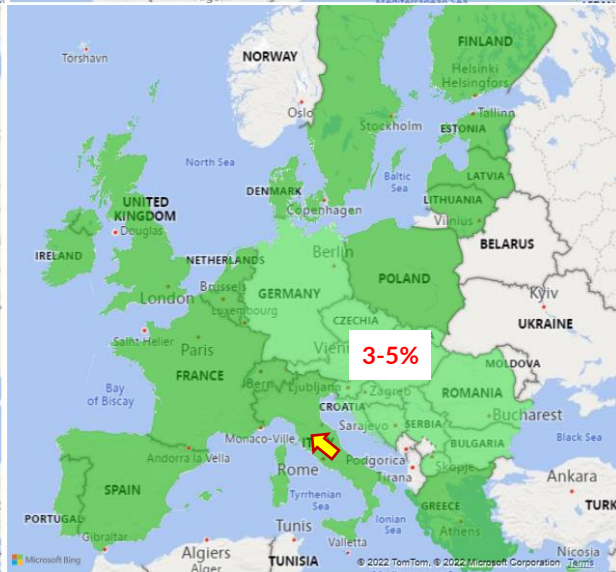 Mediterranean Sea
Torshavn
NORWAY
FINLAND
Helsinki
Helsingfors
Oslo
Stockholm
Tallinn
ESTONIA
North Sea
Baltic
Sea
LATVIA
DENMARK
Copenhagen
LITHUANIA
Vilnius
UNITED
KINGDOM
Douglas
BELARUS
IRELAND
NETHERLANDS
Berlin
POLAND
London
Brussels
GERMANY
Kyiv
Luxembourg
CZECHIA
UKRAINE
Saint Helier
Paris
3-5%
MOLDOVA
FRANCE
Bern
Ljubljana
Zagreb
ROMANIA
Bay
of Biscay
CROATIA
Bucharest
Sarajevo
SERBIA
Monaco-Ville
BULGARIA
Black Sea
Andorra la Vella
Podgorica
Skopje
Rome
Tirana
Ankara
SPAIN
TURK
PORTUGAL
Tyrrhenian
Sea
GREECE
Ionian
Sea
Athens
Gibraltar
Tunis
Valletta
Algiers
Alger
TUNISIA
Nicosia
Microsoft Bing
© 2022 TomTom, © 2022 Microsoft Corporation Terms